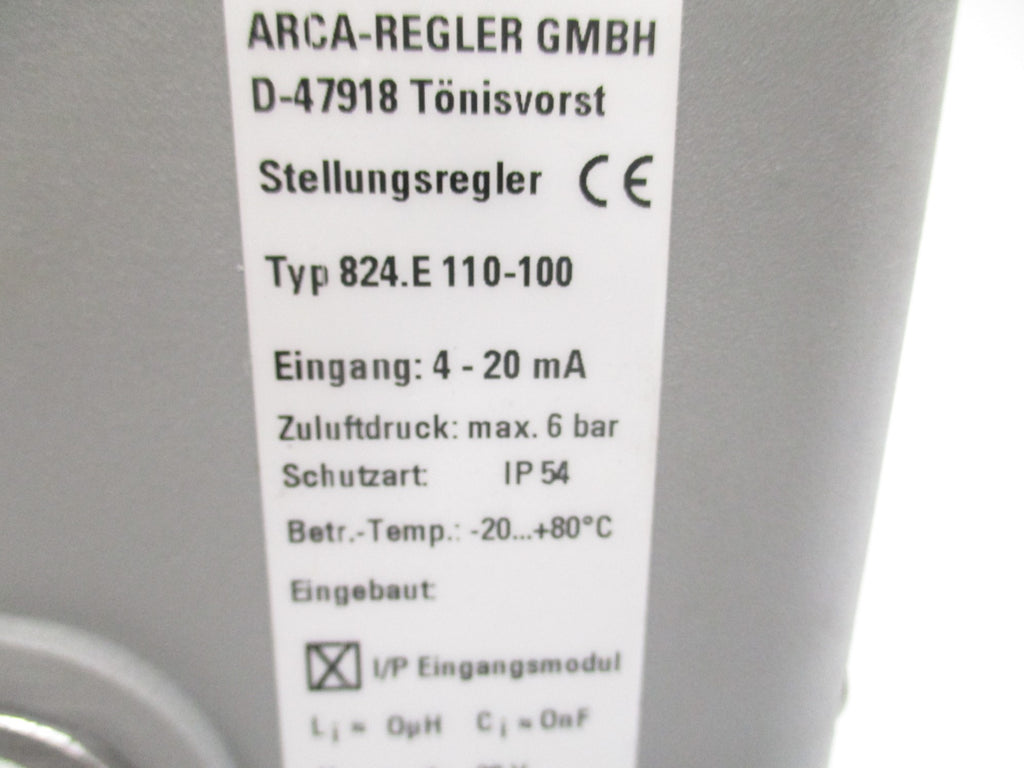 ARCA-REGLER GMBH
D-47918 Tönisvorst
Stellungsregler CE
Typ 824.E 110-100
Eingang: 4 - 20 mA
Zuluftdruck: max. 6 bar
Schutzart: IP 54
Betr.-Temp.: -20...+80°C
Eingebaut:
I/P Eingangsmodul
Li ≈ 0µH Ci ≈ 0nF